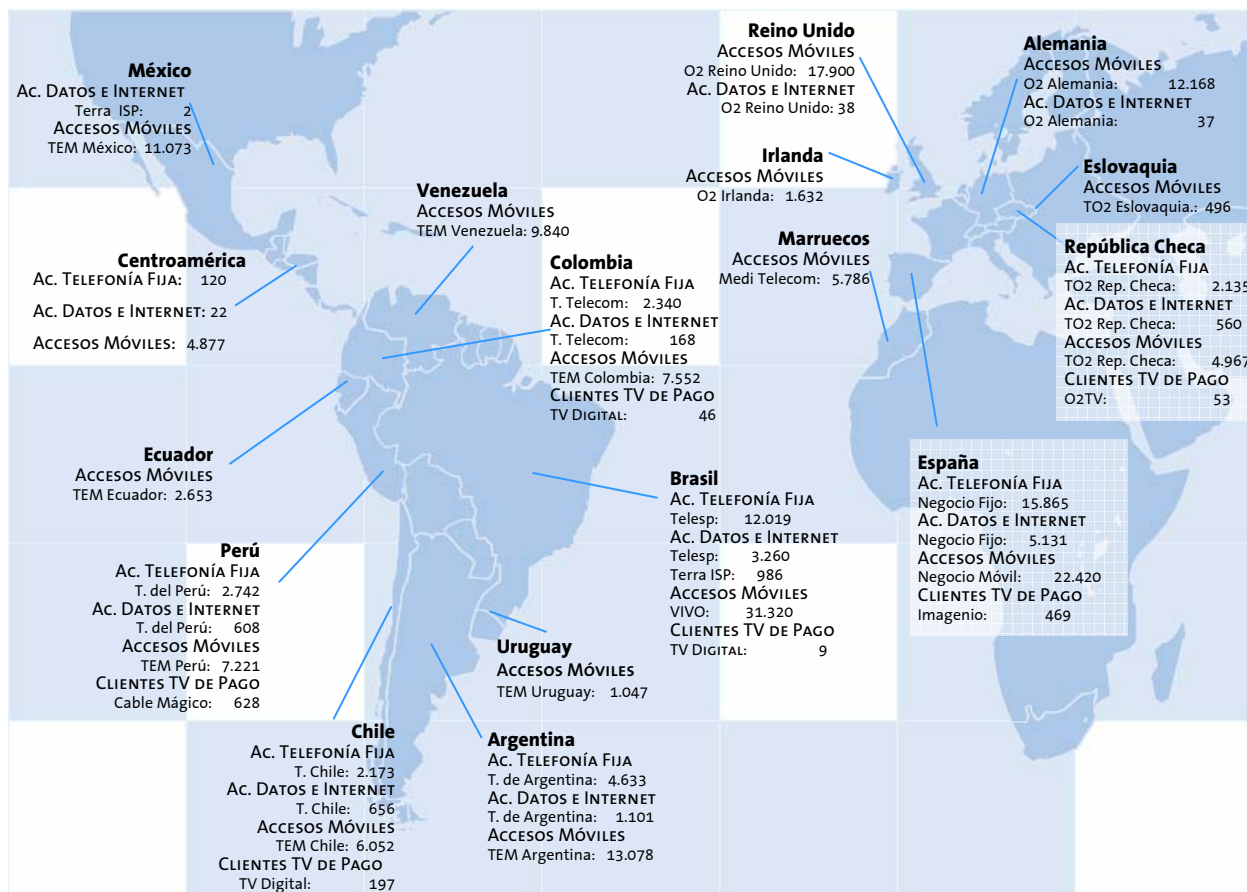 México
Ac. Datos e Internet
Terra ISP: 2
Accesos Móviles
TEM México: 11.073
Centroamérica
Ac. Telefonía Fija: 120
Ac. Datos e Internet: 22
Accesos Móviles: 4.877
Venezuela
Accesos Móviles
TEM Venezuela: 9.840
Colombia
Ac. Telefonía Fija
T. Telecom: 2.340
Ac. Datos e Internet
T. Telecom: 168
Accesos Móviles
TEM Colombia: 7.552
Clientes TV de Pago
TV Digital: 46
Ecuador
Accesos Móviles
TEM Ecuador: 2.653
Perú
Ac. Telefonía Fija
T. del Perú: 2.742
Ac. Datos e Internet
T. del Perú: 608
Accesos Móviles
TEM Perú: 7.221
Clientes TV de Pago
Cable Mágico: 628
Chile
Ac. Telefonía Fija
T. Chile: 2.173
Ac. Datos e Internet
T. Chile: 656
Accesos Móviles
TEM Chile: 6.052
Clientes TV de Pago
TV Digital: 197
Argentina
Ac. Telefonía Fija
T. de Argentina: 4.633
Ac. Datos e Internet
T. de Argentina: 1.101
Accesos Móviles
TEM Argentina: 13.078
Uruguay
Accesos Móviles
TEM Uruguay: 1.047
Brasil
Ac. Telefonía Fija
Telesp: 12.019
Ac. Datos e Internet
Telesp: 3.260
Terra ISP: 986
Accesos Móviles
VIVO: 31.320
Clientes TV de Pago
TV Digital: 9
Reino Unido
Accesos Móviles
O2 Reino Unido: 17.900
Ac. Datos e Internet
O2 Reino Unido: 38
Irlanda
Accesos Móviles
O2 Irlanda: 1.632
Marruecos
Accesos Móviles
Medi Telecom: 5.786
Alemania
Accesos Móviles
O2 Alemania: 12.168
Ac. Datos e Internet
O2 Alemania: 37
Eslovaquia
Accesos Móviles
TO2 Eslovaquia.: 496
República Checa
Ac. Telefonía Fija
TO2 Rep. Checa: 2.135
Ac. Datos e Internet
TO2 Rep. Checa: 560
Accesos Móviles
TO2 Rep. Checa: 4.967
Clientes TV de Pago
O2TV: 53
España
Ac. Telefonía Fija
Negocio Fijo: 15.865
Ac. Datos e Internet
Negocio Fijo: 5.131
Accesos Móviles
Negocio Móvil: 22.420
Clientes TV de Pago
Imagenio: 469